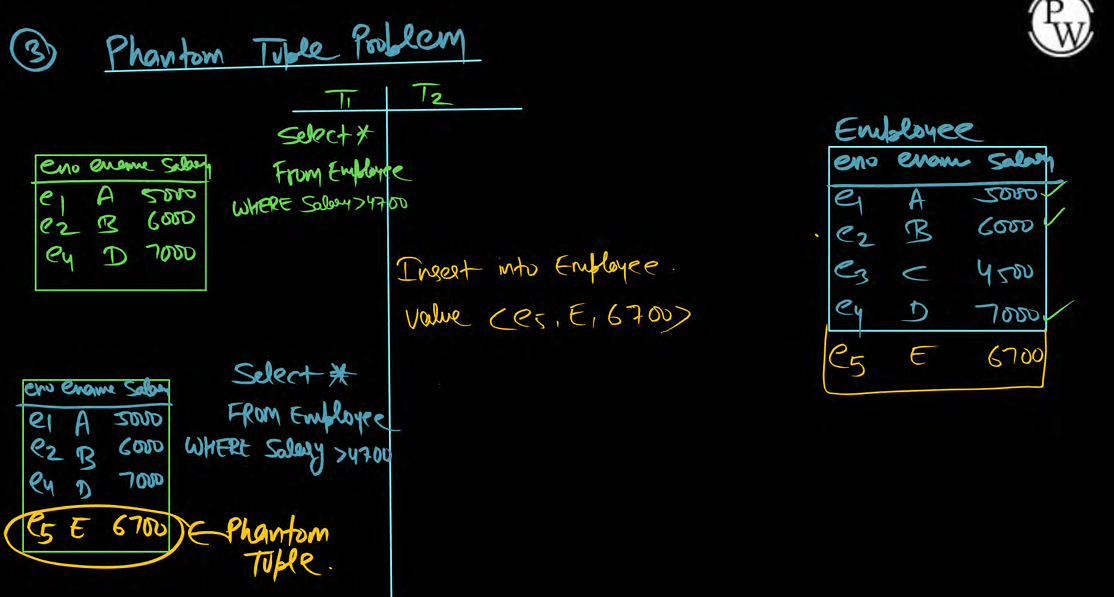 ③ Phantom Tuple Problem
PW
T1 T2
Select *
From Employee
WHERE Salary > 4700
eno ename Salary
e1 A 5000
e2 B 6000
e4 D 7000
Insert into Employee.
value <e5, E, 6700>
Employee
eno ename Salary
e1 A 5000
e2 B 6000
e3 C 4500
e4 D 7000
e5 E 6700
Select *
FROM Employee
WHERE Salary > 4700
eno ename Salary
e1 A 5000
e2 B 6000
e4 D 7000
e5 E 6700
Phantom
Tuple.